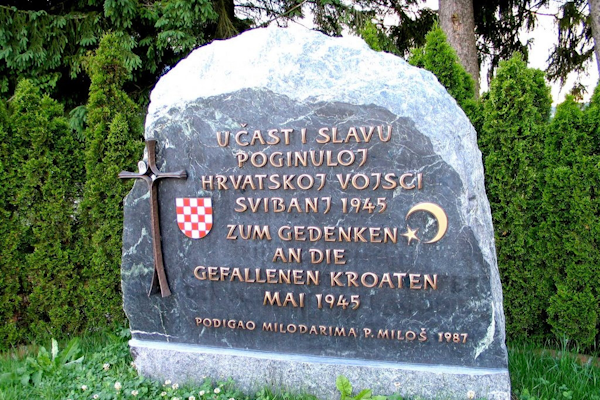 U ČAST I SLAVU
POGINULOJ
HRVATSKOJ VOJSCI
SVIBANJ 1945
ZUM GEDENKEN
AN DIE
GEFALLENEN KROATEN
MAI 1945
PODIGAO MILODARIMA P. MILOŠ 1987